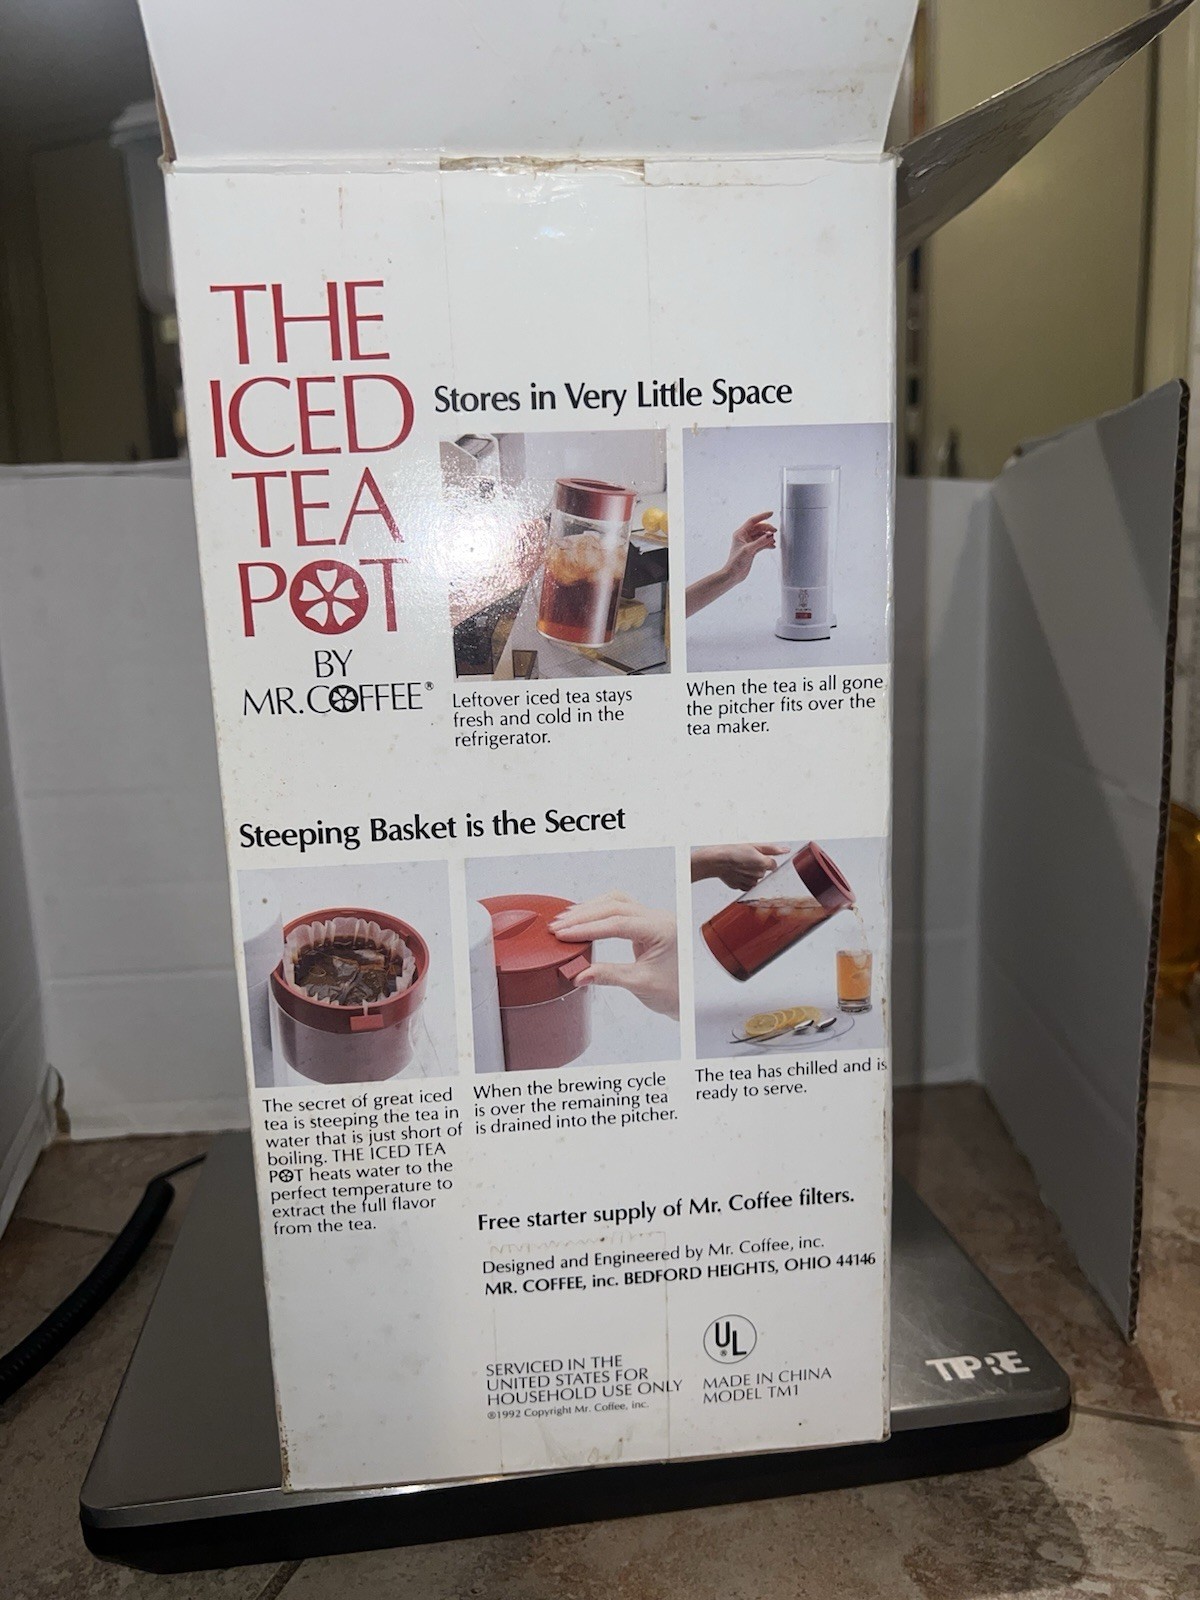 THE
ICED
TEA
POT
BY
MR. COFFEE®
Stores in Very Little Space
Leftover iced tea stays
fresh and cold in the
refrigerator.
When the tea is all gone
the pitcher fits over the
tea maker.
Steeping Basket is the Secret
The secret of great iced
tea is steeping the tea in
water that is just short of
boiling. THE ICED TEA
POT heats water to the
perfect temperature to
extract the full flavor
from the tea.
When the brewing cycle
is over the remaining tea
is drained into the pitcher.
The tea has chilled and is
ready to serve.
Free starter supply of Mr. Coffee filters.
Designed and Engineered by Mr. Coffee, inc.
MR. COFFEE, inc. BEDFORD HEIGHTS, OHIO 44146
SERVICED IN THE
UNITED STATES FOR
HOUSEHOLD USE ONLY
®1992 Copyright Mr. Coffee, inc.
UL®
MADE IN CHINA
MODEL TM1